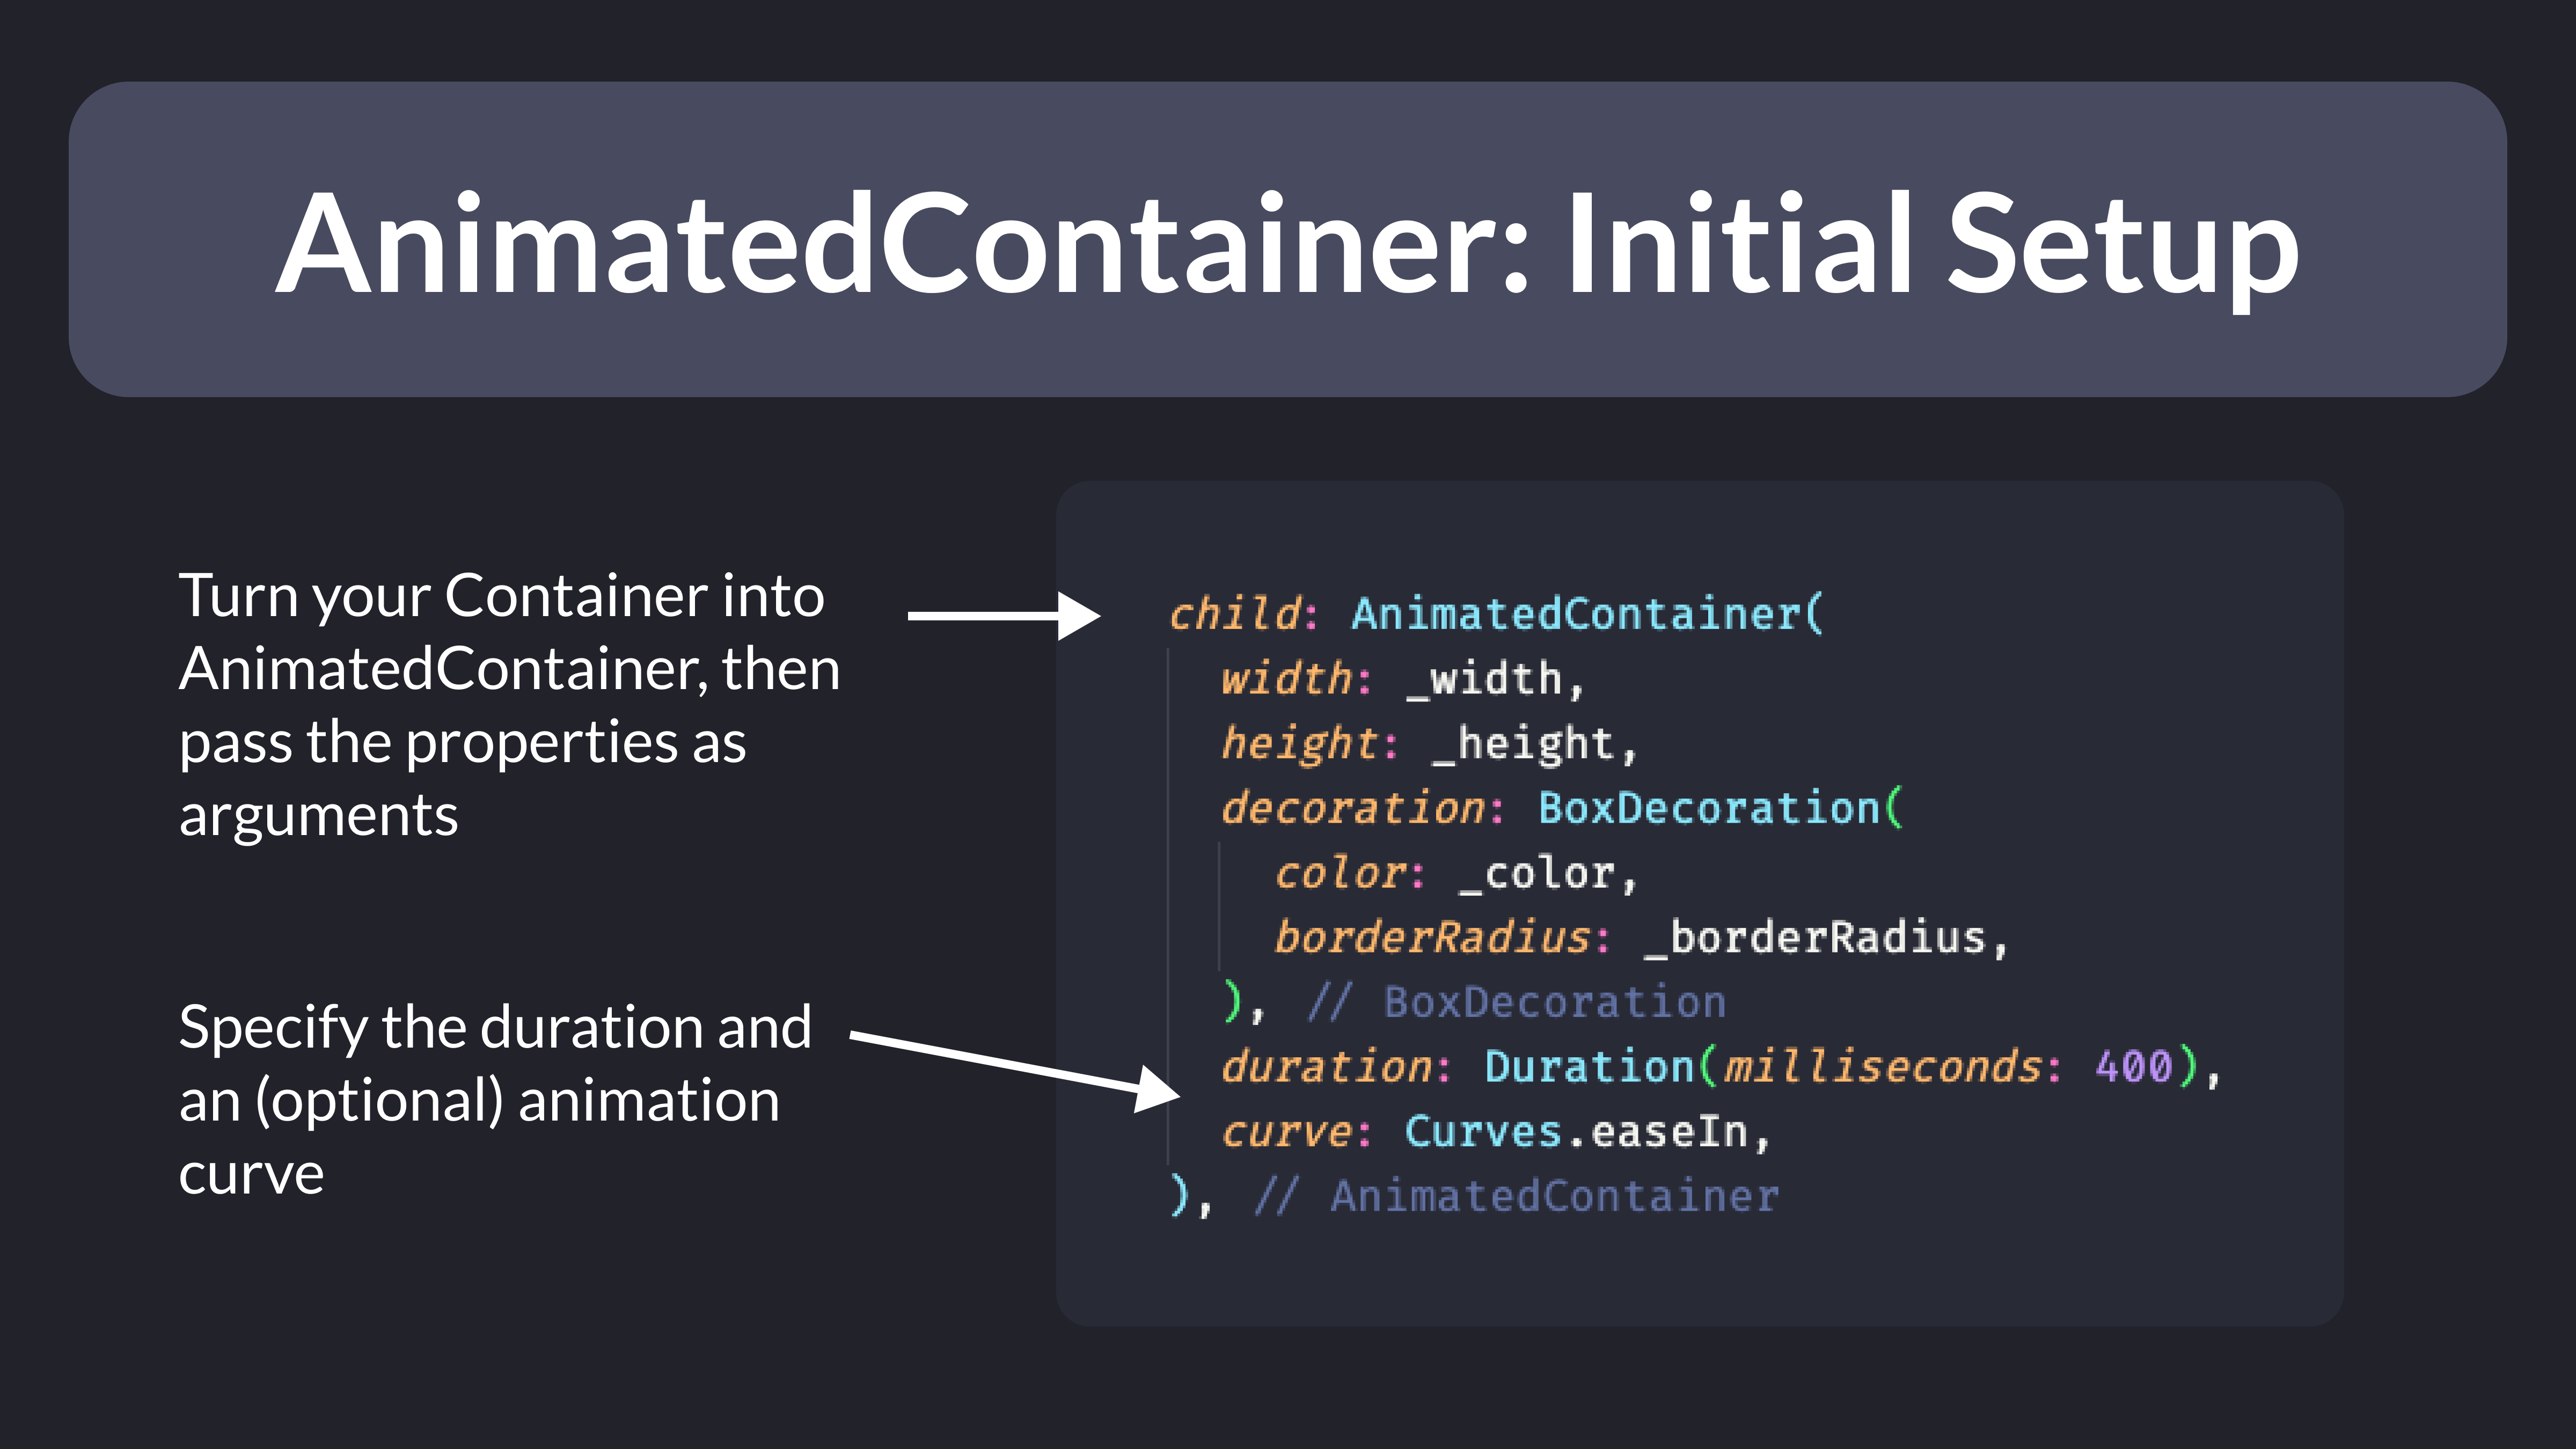 AnimatedContainer: Initial Setup
Turn your Container into
AnimatedContainer, then
pass the properties as
arguments
Specify the duration and
an (optional) animation
curve
child: AnimatedContainer(
width: _width,
height: _height,
decoration: BoxDecoration(
color: _color,
borderRadius: _borderRadius,
), // BoxDecoration
duration: Duration(milliseconds: 400),
curve: Curves.easeIn,
), // AnimatedContainer